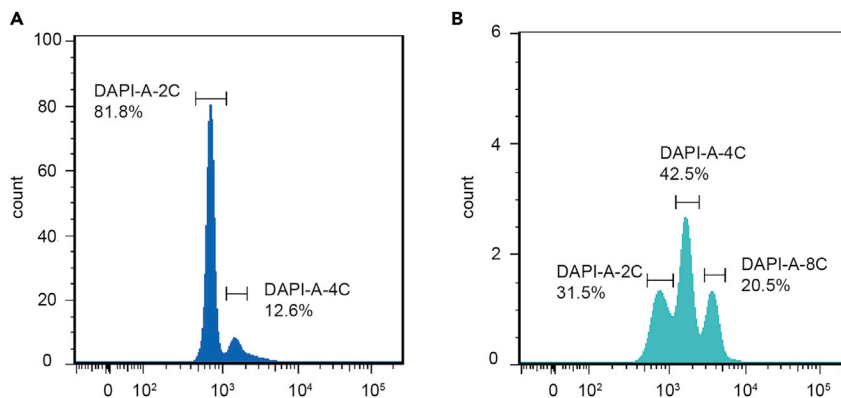 A
100
80
60
40
20
0
count
DAPI-A-2C
81.8%
DAPI-A-4C
12.6%
0 10² 10³ 10⁴ 10⁵
B
6
4
2
0
count
DAPI-A-4C
42.5%
DAPI-A-2C
31.5%
DAPI-A-8C
20.5%
0 10² 10³ 10⁴ 10⁵